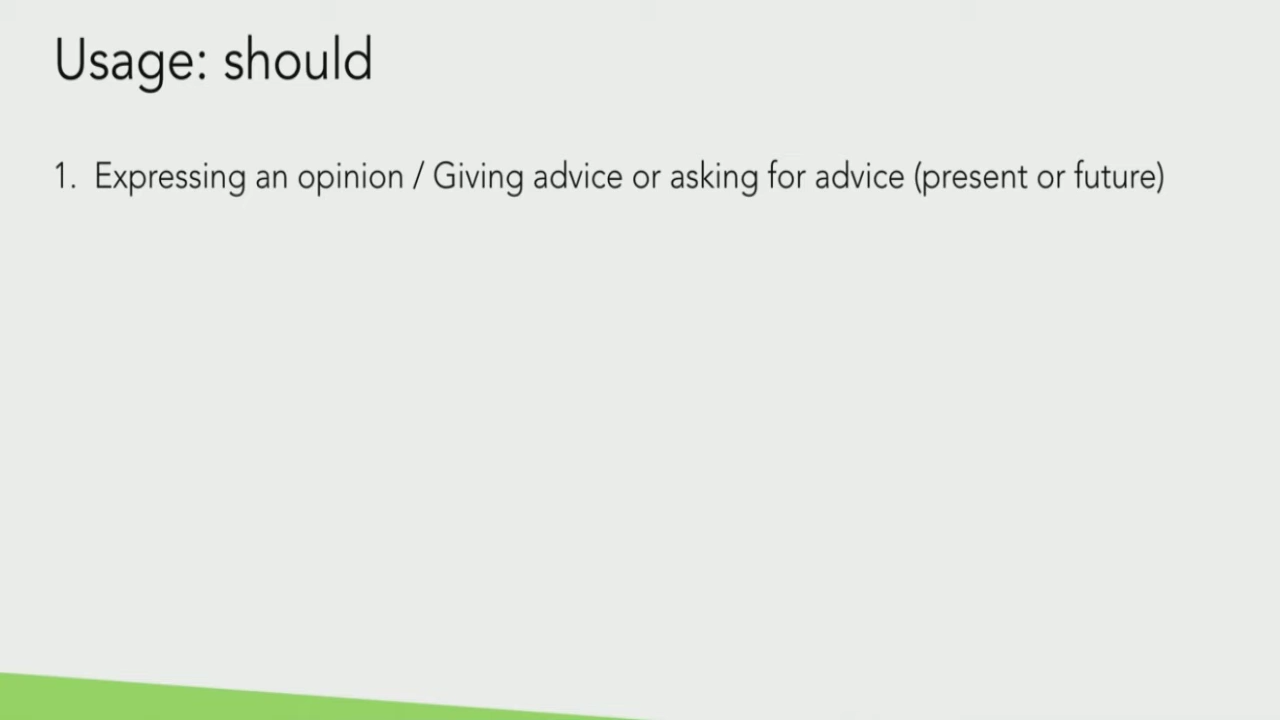 Usage: should
1. Expressing an opinion / Giving advice or asking for advice (present or future)